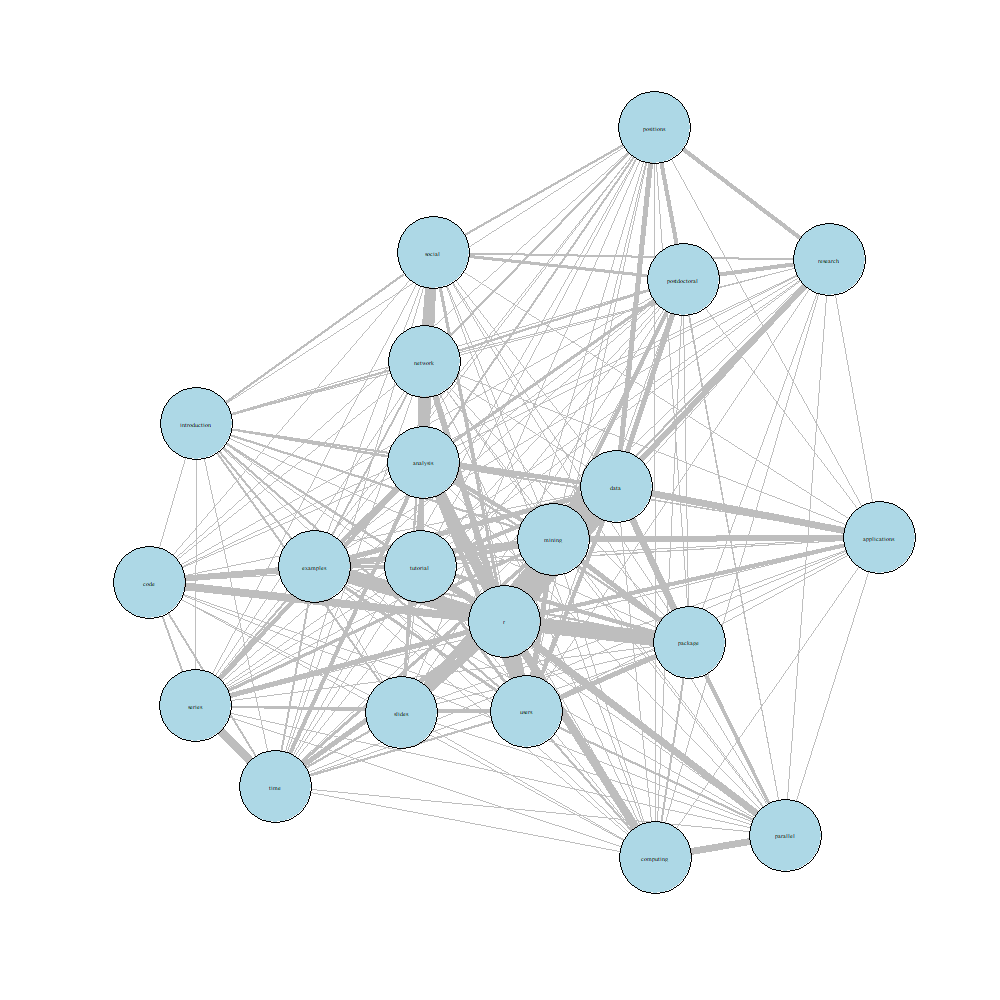 positions
social
research
postdoctoral
network
introduction
analysis
data
mining
applications
examples
tutorial
code
r
package
series
slides
users
time
parallel
computing